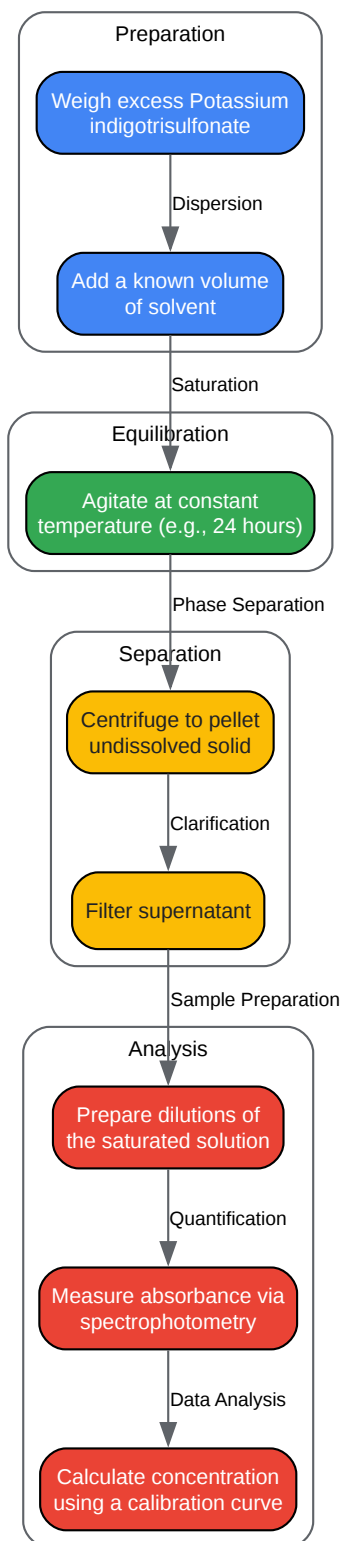 Preparation
Weigh excess Potassium
indigotrisulfonate
Dispersion
Add a known volume
of solvent
Saturation
Equilibration
Agitate at constant
temperature (e.g., 24 hours)
Phase Separation
Separation
Centrifuge to pellet
undissolved solid
Clarification
Filter supernatant
Sample Preparation
Analysis
Prepare dilutions of
the saturated solution
Quantification
Measure absorbance via
spectrophotometry
Data Analysis
Calculate concentration
using a calibration curve